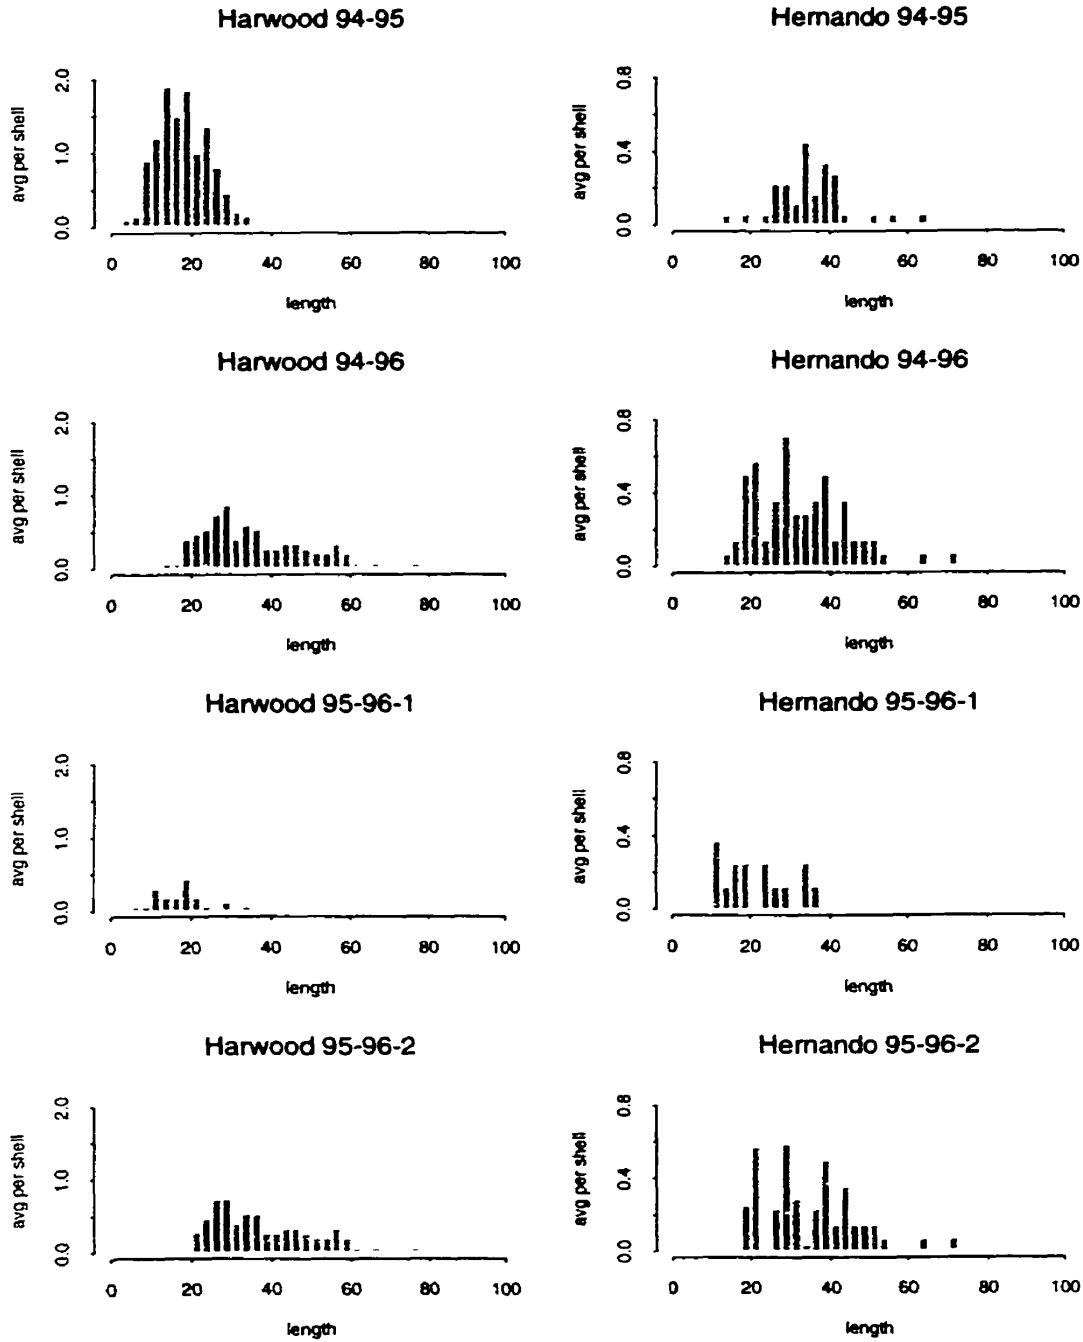 Harwood 94-95
avg per shell
0.0 1.0 2.0
0 20 40 60 80 100
length
Hernando 94-95
avg per shell
0.0 0.4 0.8
0 20 40 60 80 100
length
Harwood 94-96
avg per shell
0.0 1.0 2.0
0 20 40 60 80 100
length
Hernando 94-96
avg per shell
0.0 0.4 0.8
0 20 40 60 80 100
length
Harwood 95-96-1
avg per shell
0.0 1.0 2.0
0 20 40 60 80 100
length
Hernando 95-96-1
avg per shell
0.0 0.4 0.8
0 20 40 60 80 100
length
Harwood 95-96-2
avg per shell
0.0 1.0 2.0
0 20 40 60 80 100
length
Hernando 95-96-2
avg per shell
0.0 0.4 0.8
0 20 40 60 80 100
length